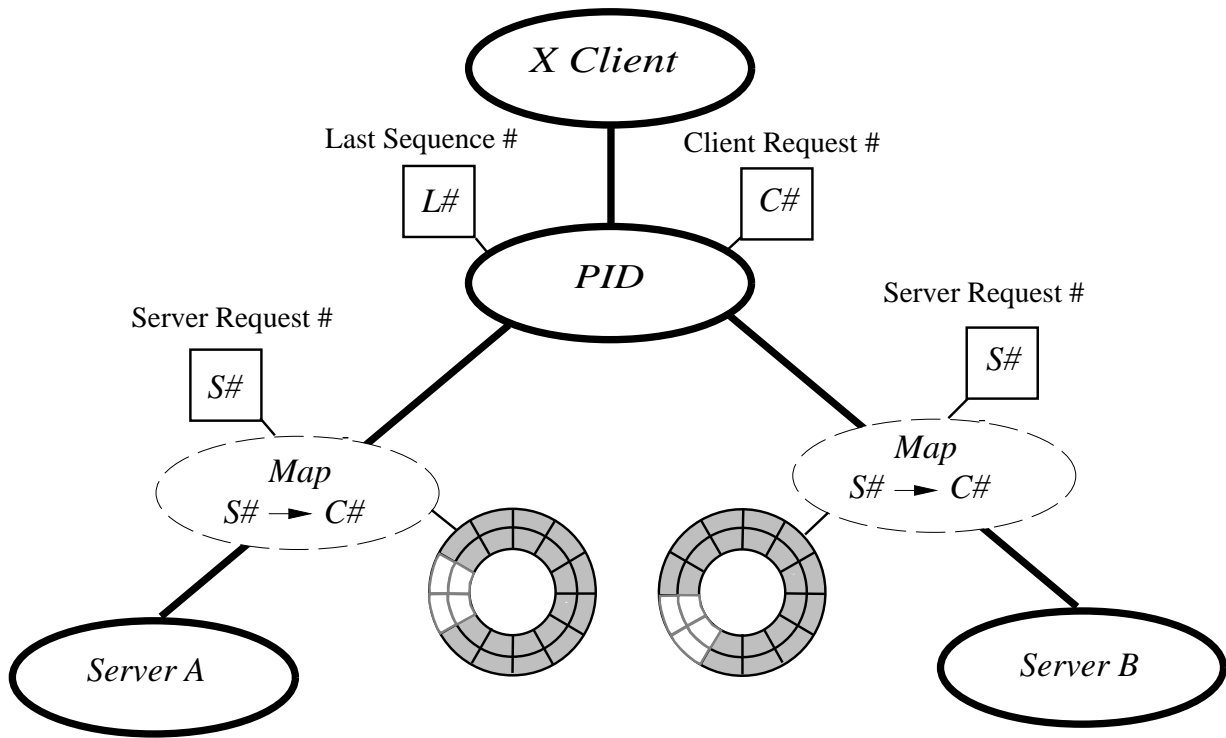 X Client
Last Sequence #
Client Request #
L#
C#
PID
Server Request #
Server Request #
S#
S#
Map
S# → C#
Map
S# → C#
Server A
Server B